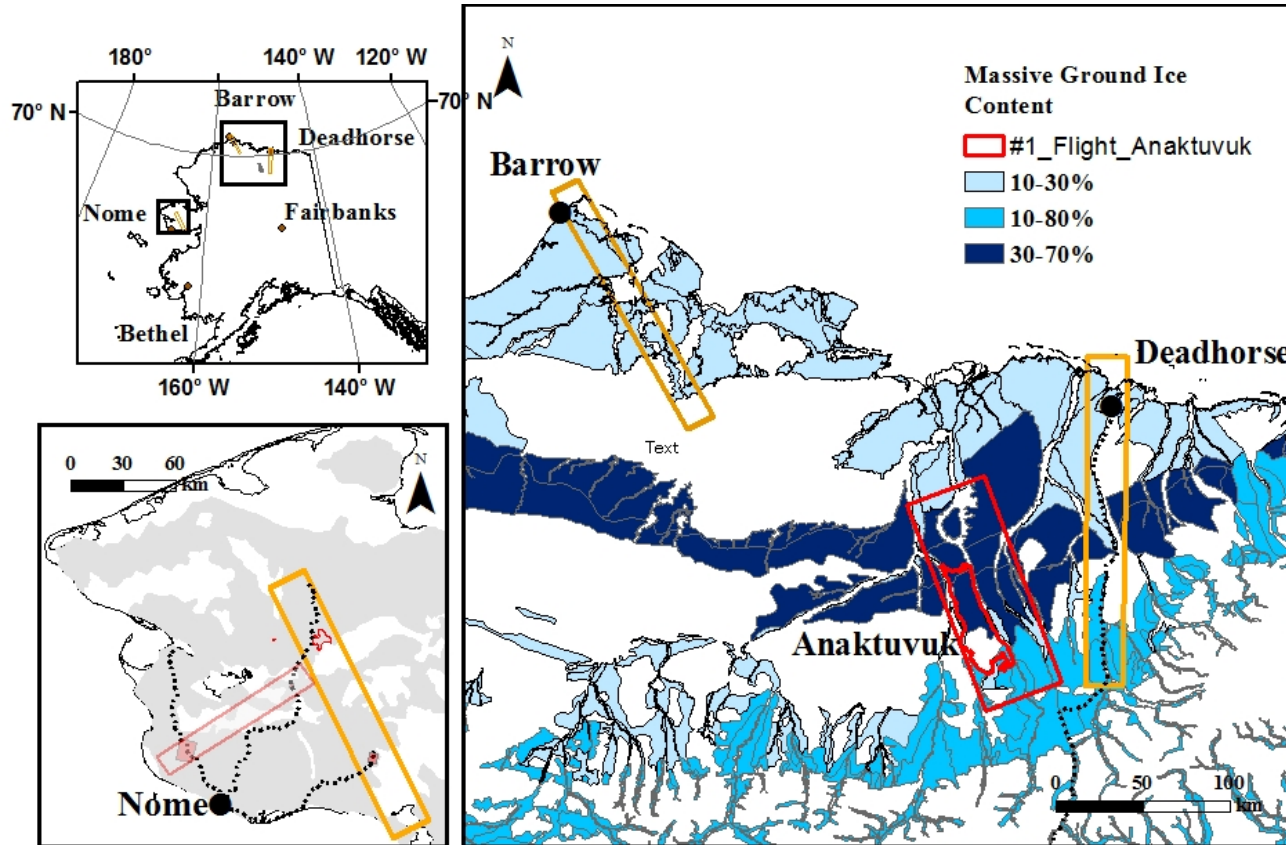 180°
140° W
120° W
70° N
Barrow
70° N
Deadhorse
Nome
Fairbanks
Bethel
160° W
140° W
0 30 60
km
N
Nome
N
Massive Ground Ice
Content
#1_Flight_Anaktuvuk
10-30%
10-80%
30-70%
Barrow
Deadhorse
Text
Anaktuvuk
0 50 100
km